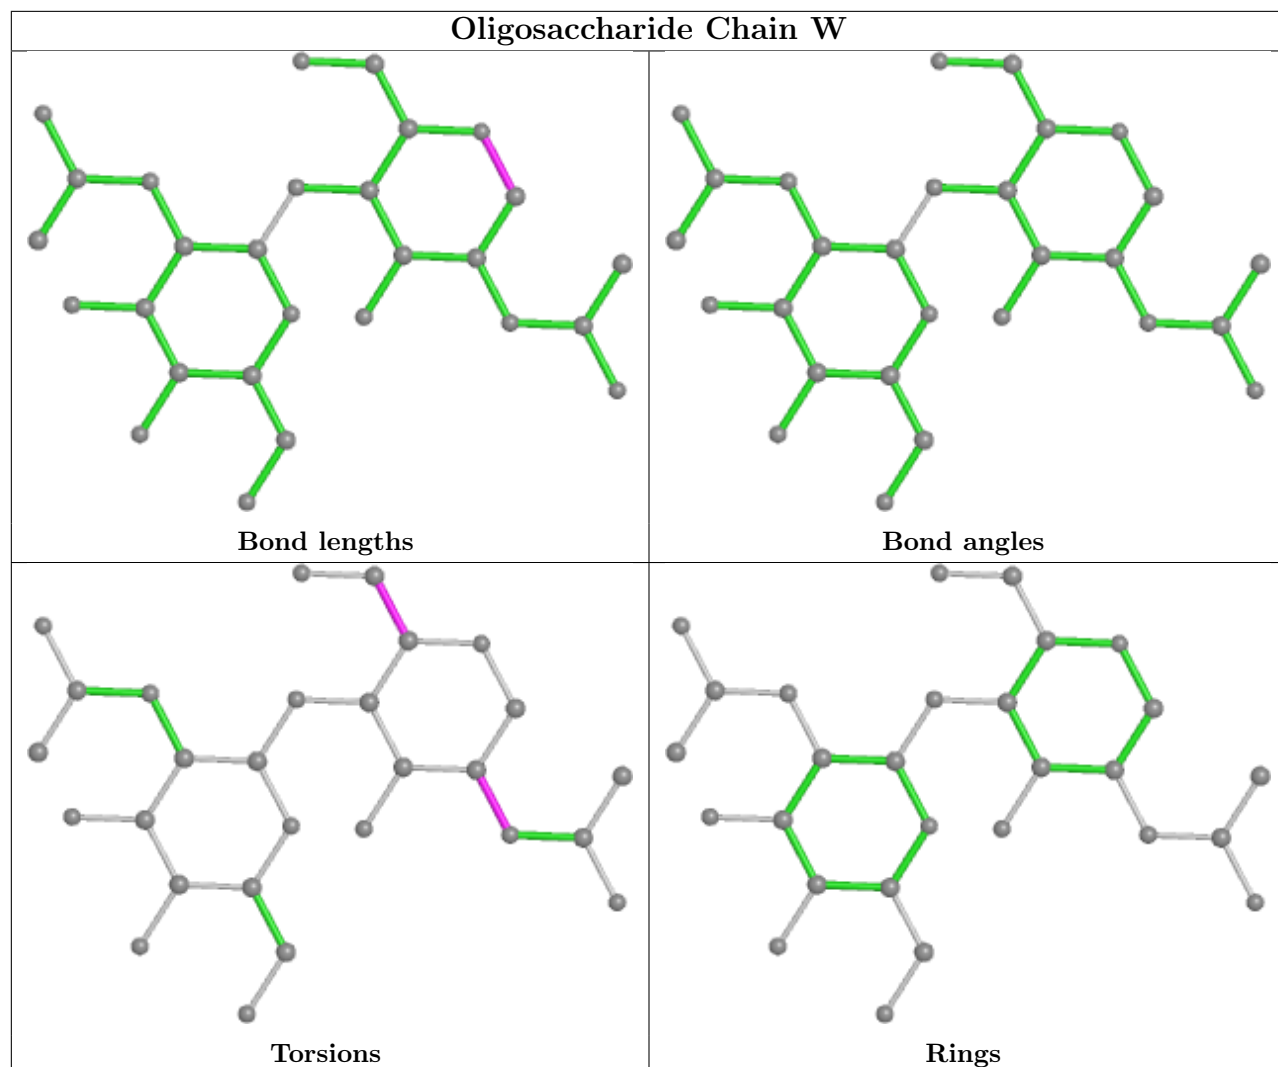 Oligosaccharide Chain W
Bond lengths
Bond angles
Torsions
Rings